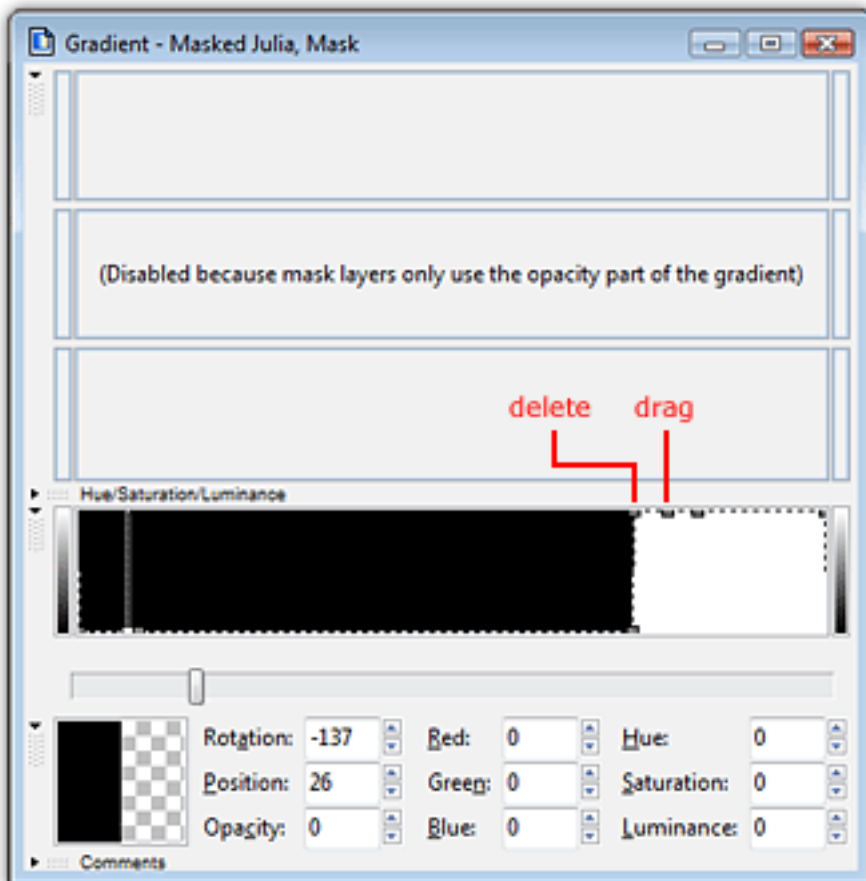 Gradient - Masked Julia, Mask
(Disabled because mask layers only use the opacity part of the gradient)
delete drag
Hue/Saturation/Luminance
Rotation: -137 Red: 0 Hue: 0
Position: 26 Green: 0 Saturation: 0
Opacity: 0 Blue: 0 Luminance: 0
Comments